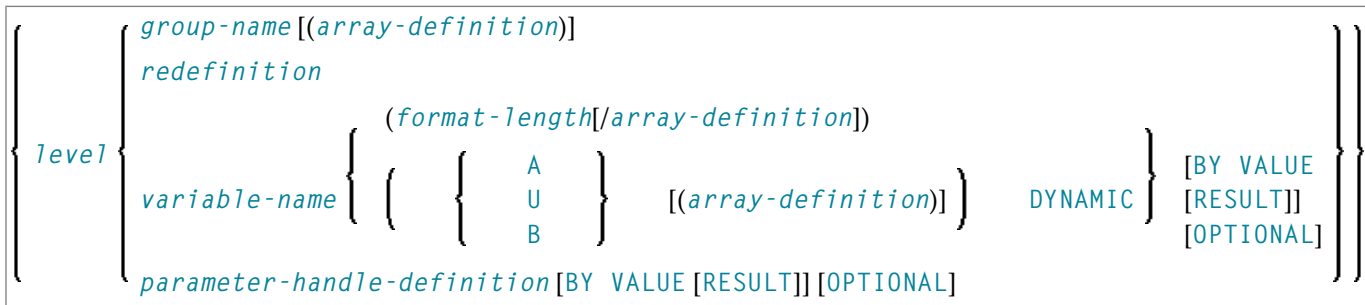 group-name [(array-definition)]
redefinition
(format-length[/array-definition])
level
A
[BY VALUE
variable-name ( U [(array-definition)] ) DYNAMIC [RESULT]]
B
[OPTIONAL]
parameter-handle-definition [BY VALUE [RESULT]] [OPTIONAL]